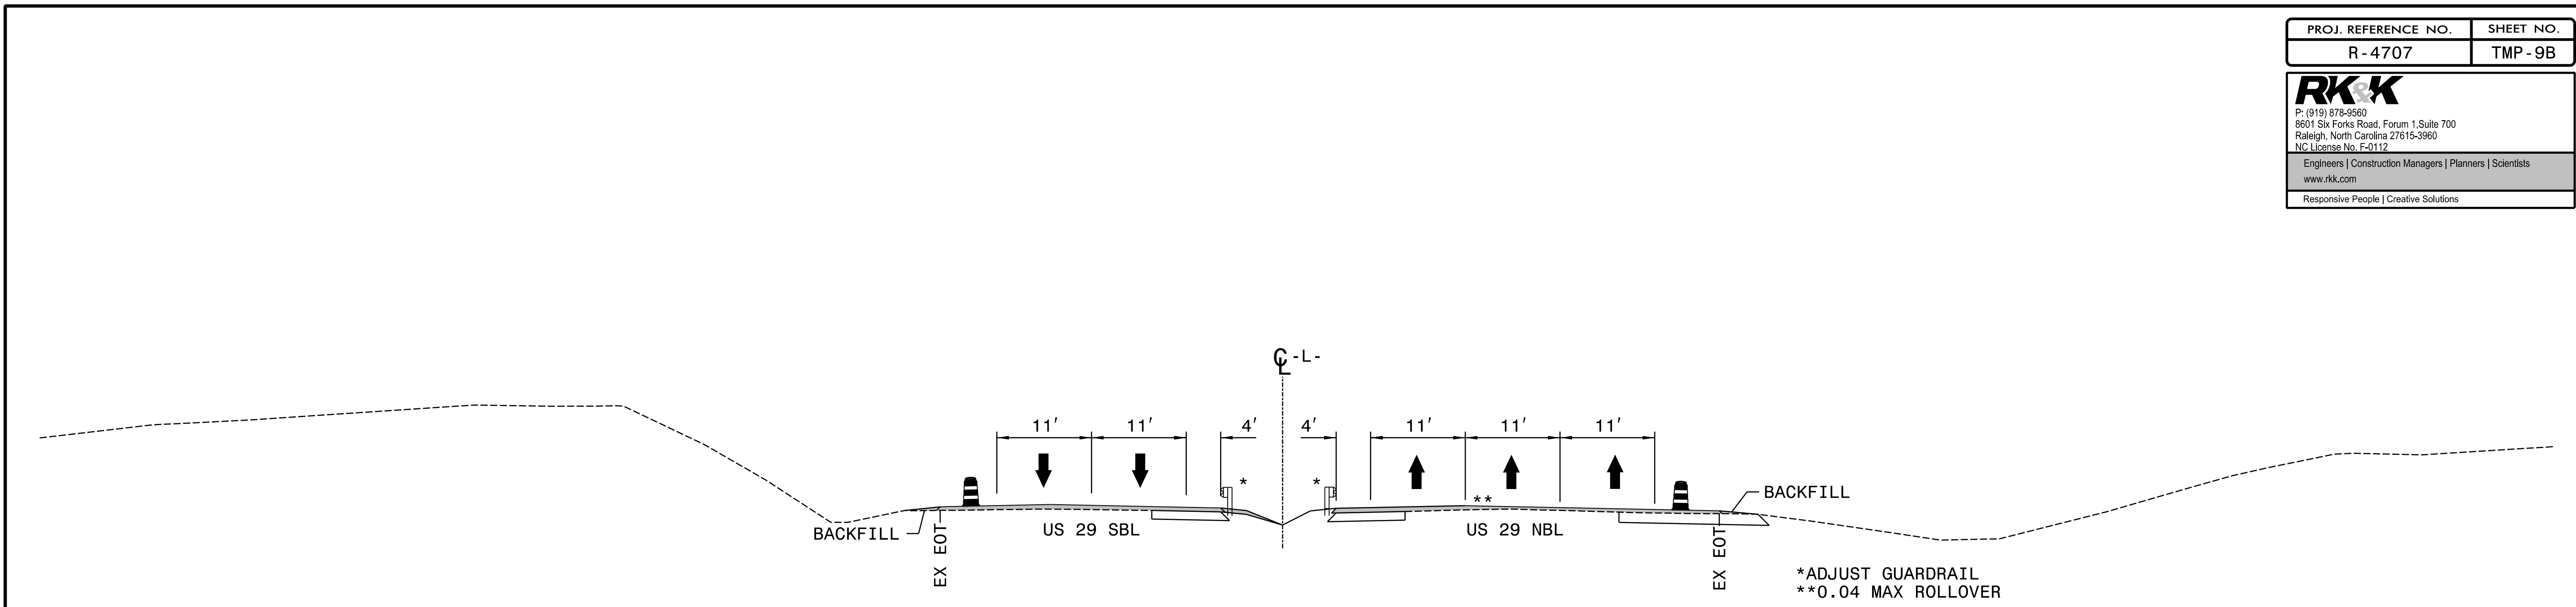 PROJ. REFERENCE NO. SHEET NO.
R-4707 TMP-9B
RK&K
P: (919) 878-9560
8601 Six Forks Road, Forum 1,Suite 700
Raleigh, North Carolina 27615-3960
NC License No. F-0112
Engineers | Construction Managers | Planners | Scientists
www.rkk.com
Responsive People | Creative Solutions
CL -L-
11' 11' 4' 4' 11' 11' 11'
* *
**
BACKFILL
BACKFILL
US 29 SBL
US 29 NBL
EX EOT
EX EOT
*ADJUST GUARDRAIL
**0.04 MAX ROLLOVER